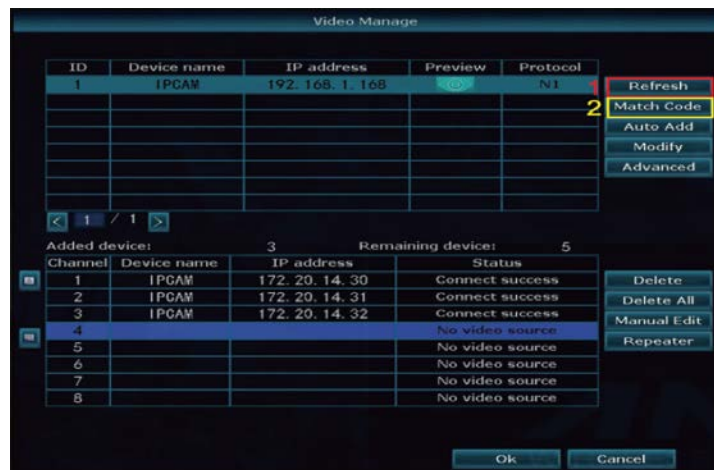 Video Manage
ID Device name IP address Preview Protocol
1 IPCAM 192. 168. 1. 168 N1
1 Refresh
2 Match Code
Auto Add
Modify
Advanced
< 1 / 1 >
Added device: 3 Remaining device: 5
Channel Device name IP address Status
1 IPCAM 172. 20. 14. 30 Connect success Delete
2 IPCAM 172. 20. 14. 31 Connect success Delete All
3 IPCAM 172. 20. 14. 32 Connect success Manual Edit
4 No video source Repeater
5 No video source
6 No video source
7 No video source
8 No video source
Ok Cancel